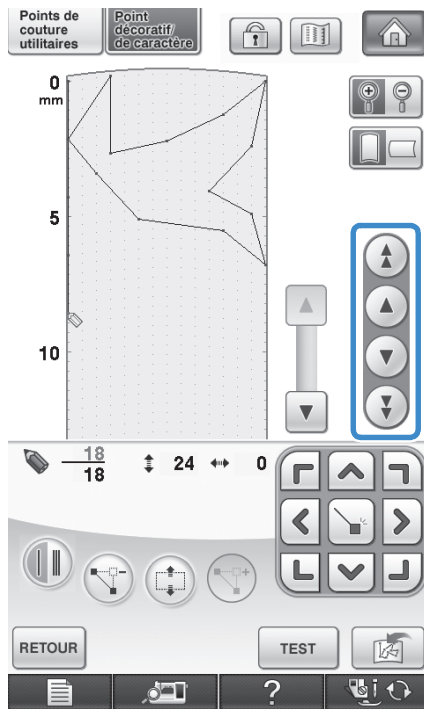 Points de
couture
utilitaires
Point
décoratif/
de caractère
0
mm
5
10
18
18
24
0
RETOUR
TEST
?